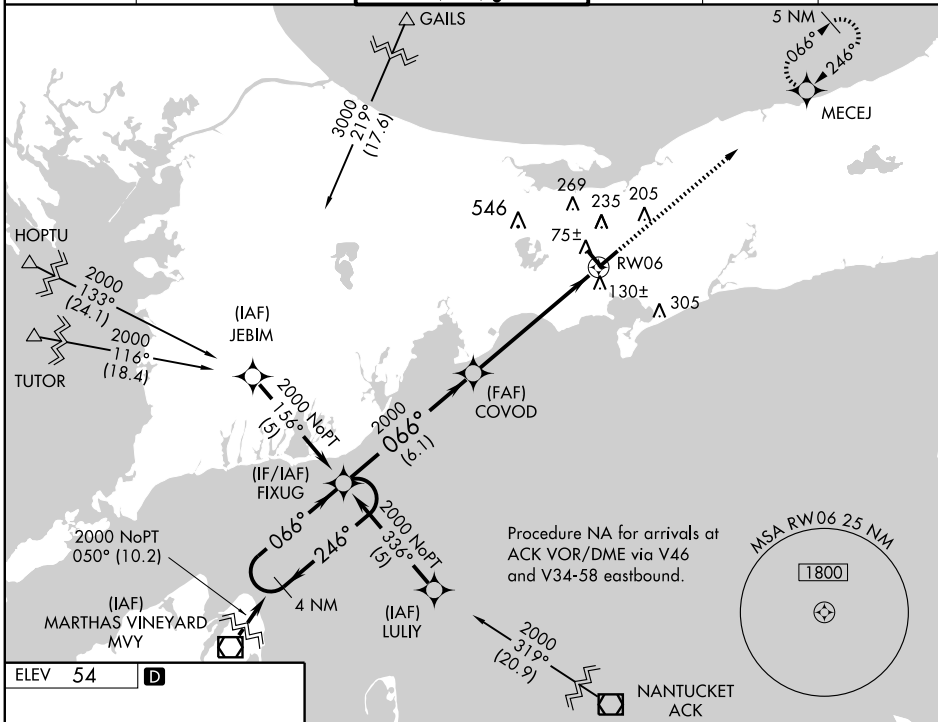 GAILS
5 NM
066°
246°
MECEJ
3000
219°
(17.6)
269
235
205
546
75±
RW06
130±
305
HOPTU
2000
133°
(24.1)
2000
116°
(18.4)
TUTOR
(IAF)
JEBIM
2000 NoPT
156°
(5)
2000
066°
(6.1)
(FAF)
COVOD
(IF/IAF)
FIXUG
066°
246°
4 NM
2000 NoPT
336°
(5)
2000 NoPT
050° (10.2)
(IAF)
MARTHAS VINEYARD
MVY
(IAF)
LULIY
Procedure NA for arrivals at
ACK VOR/DME via V46
and V34-58 eastbound.
MSA RW06 25 NM
1800
2000
319°
(20.9)
NANTUCKET
ACK
ELEV 54
D